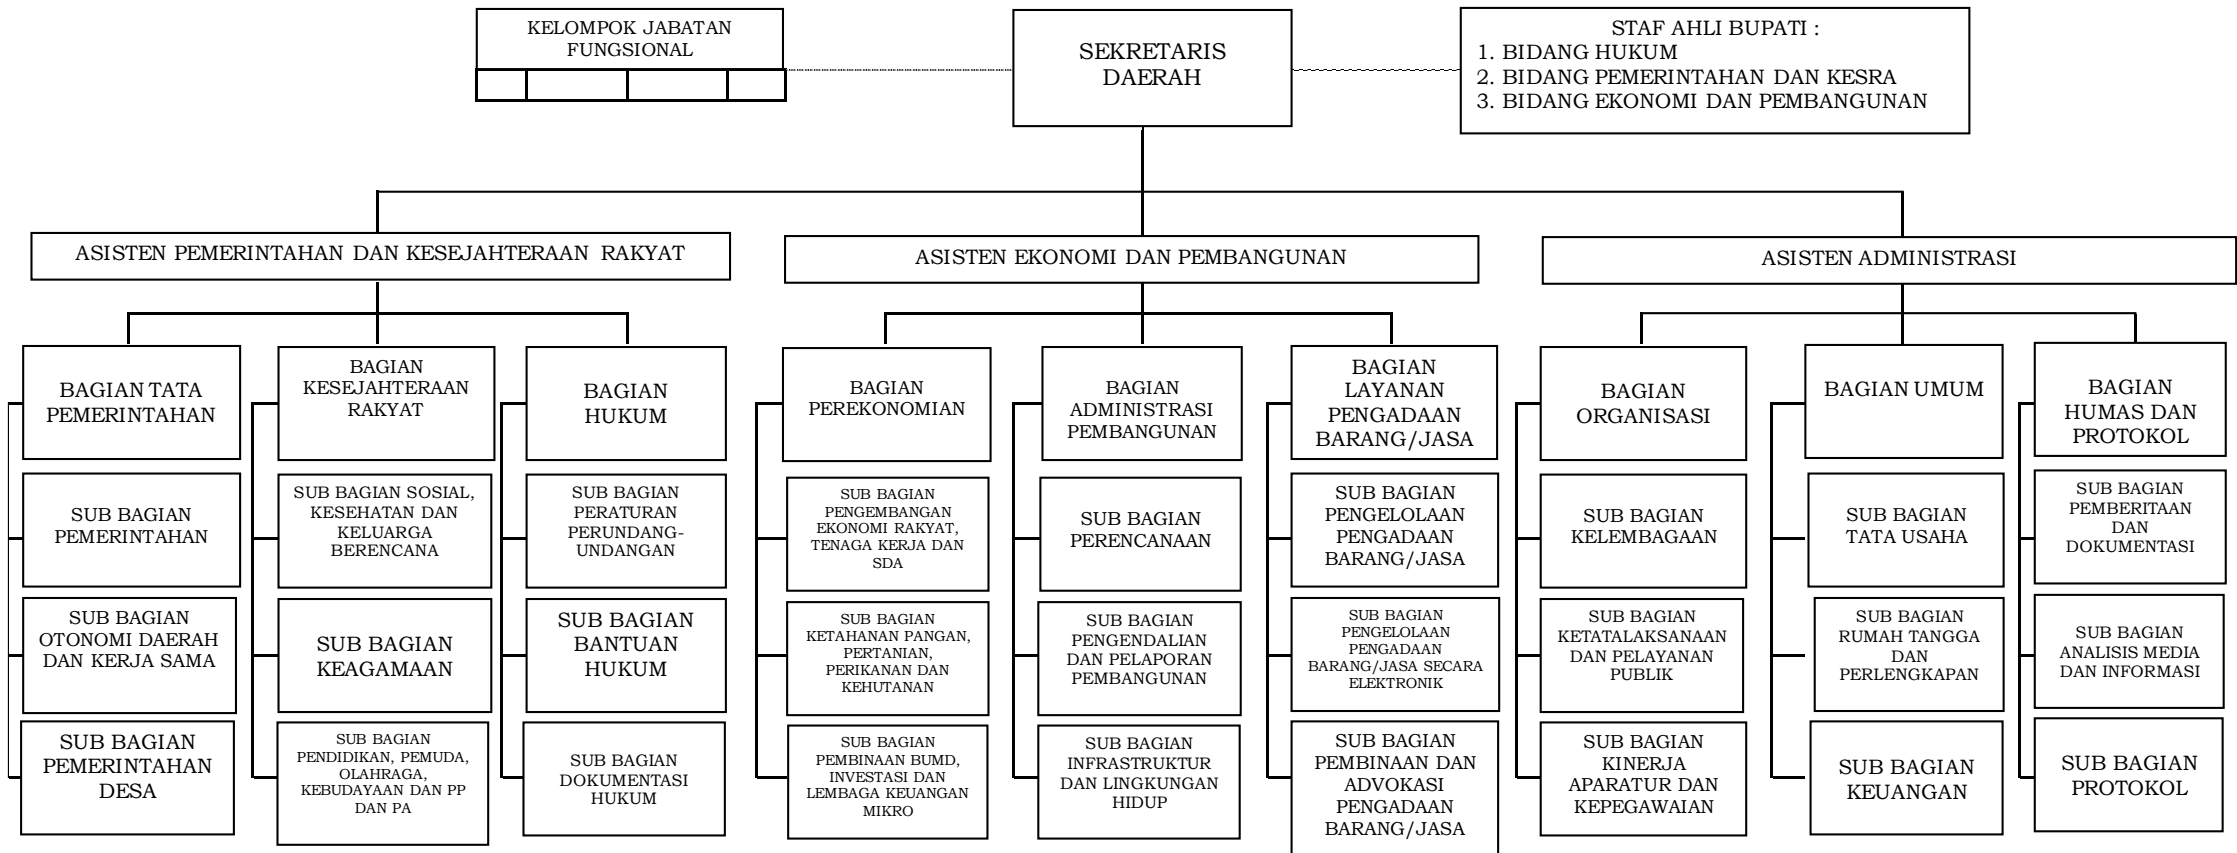 KELOMPOK JABATAN
FUNGSIONAL
SEKRETARIS
DAERAH
STAF AHLI BUPATI :
1. BIDANG HUKUM
2. BIDANG PEMERINTAHAN DAN KESRA
3. BIDANG EKONOMI DAN PEMBANGUNAN
ASISTEN PEMERINTAHAN DAN KESEJAHTERAAN RAKYAT
ASISTEN EKONOMI DAN PEMBANGUNAN
ASISTEN ADMINISTRASI
BAGIAN TATA
PEMERINTAHAN
BAGIAN
KESEJAHTERAAN
RAKYAT
BAGIAN
HUKUM
BAGIAN
PEREKONOMIAN
BAGIAN
ADMINISTRASI
PEMBANGUNAN
BAGIAN
LAYANAN
PENGADAAN
BARANG/JASA
BAGIAN
ORGANISASI
BAGIAN UMUM
BAGIAN
HUMAS DAN
PROTOKOL
SUB BAGIAN
PEMERINTAHAN
SUB BAGIAN SOSIAL,
KESEHATAN DAN
KELUARGA
BERENCANA
SUB BAGIAN
PERATURAN
PERUNDANG-
UNDANGAN
SUB BAGIAN
PENGEMBANGAN
EKONOMI RAKYAT,
TENAGA KERJA DAN
SDA
SUB BAGIAN
PERENCANAAN
SUB BAGIAN
PENGELOLAAN
PENGADAAN
BARANG/JASA
SUB BAGIAN
KELEMBAGAAN
SUB BAGIAN
TATA USAHA
SUB BAGIAN
PEMBERITAAN
DAN
DOKUMENTASI
SUB BAGIAN
OTONOMI DAERAH
DAN KERJA SAMA
SUB BAGIAN
KEAGAMAAN
SUB BAGIAN
BANTUAN
HUKUM
SUB BAGIAN
KETAHANAN PANGAN,
PERTANIAN,
PERIKANAN DAN
KEHUTANAN
SUB BAGIAN
PENGENDALIAN
DAN PELAPORAN
PEMBANGUNAN
SUB BAGIAN
PENGELOLAAN
PENGADAAN
BARANG/JASA SECARA
ELEKTRONIK
SUB BAGIAN
KETATALAKSANAAN
DAN PELAYANAN
PUBLIK
SUB BAGIAN
RUMAH TANGGA
DAN
PERLENGKAPAN
SUB BAGIAN
ANALISIS MEDIA
DAN INFORMASI
SUB BAGIAN
PEMERINTAHAN
DESA
SUB BAGIAN
PENDIDIKAN, PEMUDA,
OLAHRAGA,
KEBUDAYAAN DAN PP
DAN PA
SUB BAGIAN
DOKUMENTASI
HUKUM
SUB BAGIAN
PEMBINAAN BUMD,
INVESTASI DAN
LEMBAGA KEUANGAN
MIKRO
SUB BAGIAN
INFRASTRUKTUR
DAN LINGKUNGAN
HIDUP
SUB BAGIAN
PEMBINAAN DAN
ADVOKASI
PENGADAAN
BARANG/JASA
SUB BAGIAN
KINERJA
APARATUR DAN
KEPEGAWAIAN
SUB BAGIAN
KEUANGAN
SUB BAGIAN
PROTOKOL